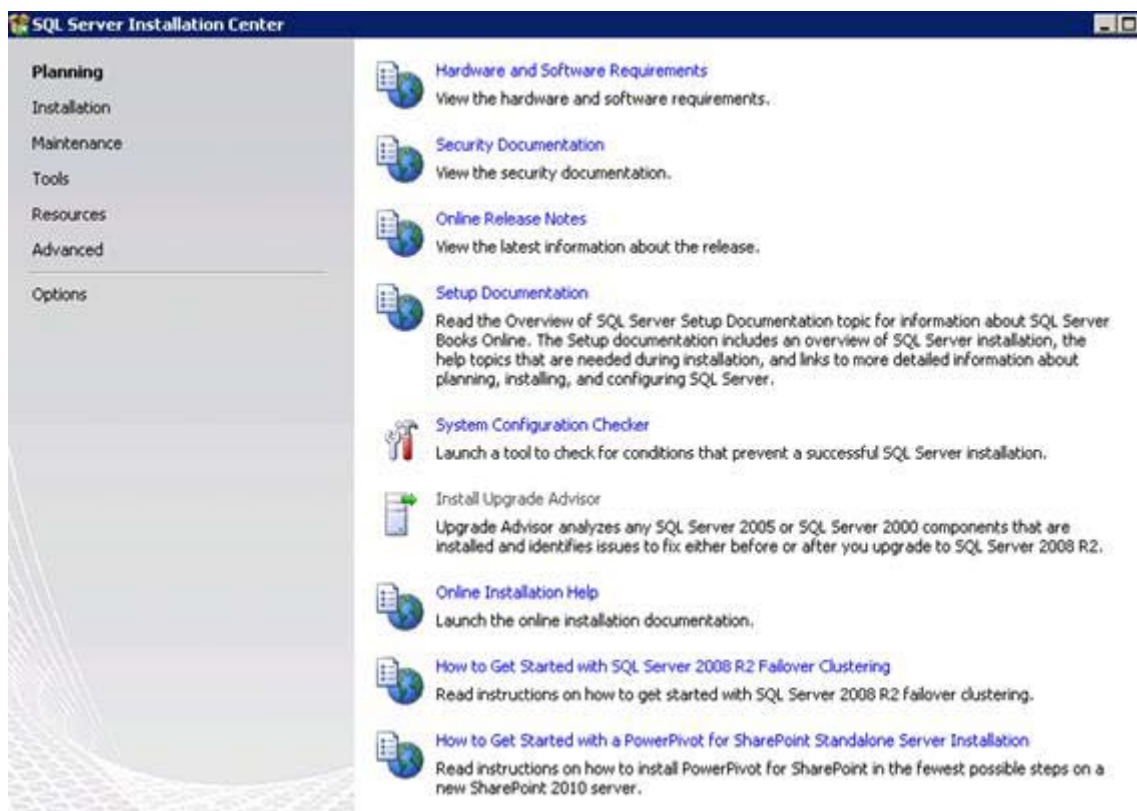 SQL Server Installation Center
Planning
Installation
Maintenance
Tools
Resources
Advanced
Options
Hardware and Software Requirements
View the hardware and software requirements.
Security Documentation
View the security documentation.
Online Release Notes
View the latest information about the release.
Setup Documentation
Read the Overview of SQL Server Setup Documentation topic for information about SQL Server
Books Online. The Setup documentation includes an overview of SQL Server installation, the
help topics that are needed during installation, and links to more detailed information about
planning, installing, and configuring SQL Server.
System Configuration Checker
Launch a tool to check for conditions that prevent a successful SQL Server installation.
Install Upgrade Advisor
Upgrade Advisor analyzes any SQL Server 2005 or SQL Server 2000 components that are
installed and identifies issues to fix either before or after you upgrade to SQL Server 2008 R2.
Online Installation Help
Launch the online installation documentation.
How to Get Started with SQL Server 2008 R2 Failover Clustering
Read instructions on how to get started with SQL Server 2008 R2 failover clustering.
How to Get Started with a PowerPivot for SharePoint Standalone Server Installation
Read instructions on how to install PowerPivot for SharePoint in the fewest possible steps on a
new SharePoint 2010 server.